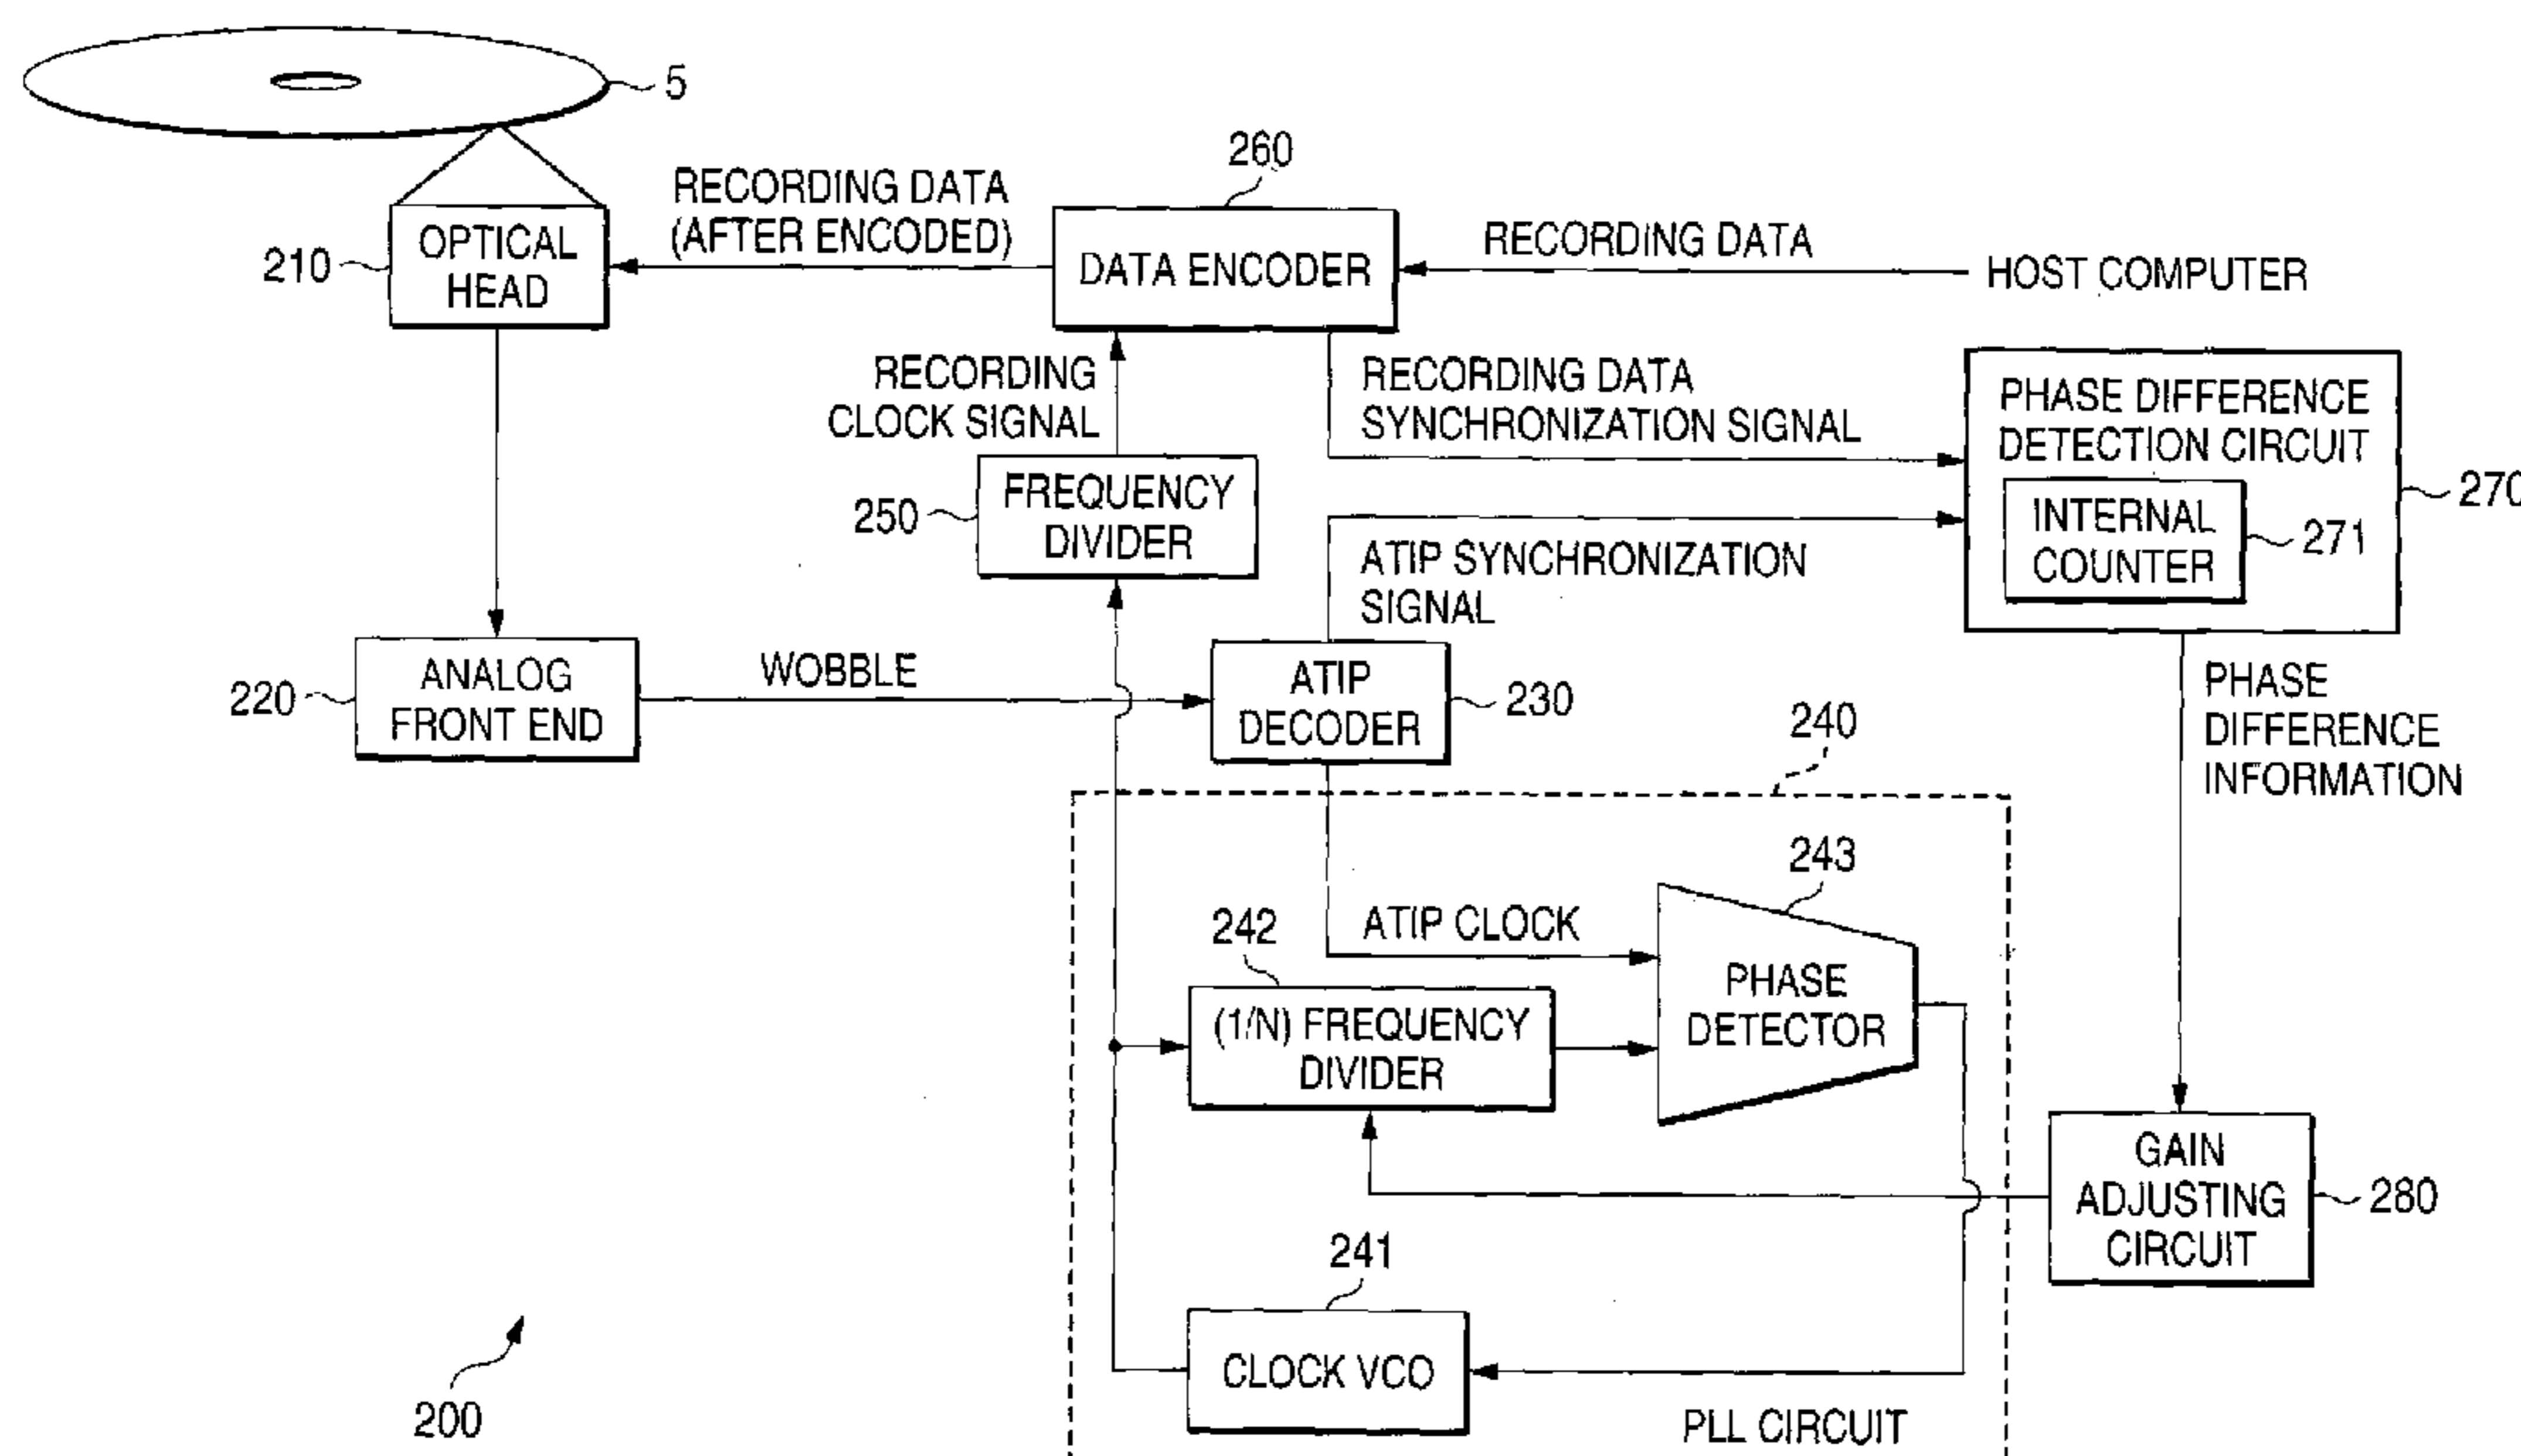 5
260
RECORDING DATA
(AFTER ENCODED)
OPTICAL
HEAD
210
DATA ENCODER
RECORDING DATA
HOST COMPUTER
RECORDING
CLOCK SIGNAL
RECORDING DATA
SYNCHRONIZATION SIGNAL
PHASE DIFFERENCE
DETECTION CIRCUIT
270
INTERNAL
COUNTER
271
250
FREQUENCY
DIVIDER
ATIP SYNCHRONIZATION
SIGNAL
220
ANALOG
FRONT END
WOBBLE
ATIP
DECODER
230
240
PHASE
DIFFERENCE
INFORMATION
243
242
ATIP CLOCK
PHASE
DETECTOR
(1/N) FREQUENCY
DIVIDER
GAIN
ADJUSTING
CIRCUIT
280
241
CLOCK VCO
200
PLL CIRCUIT